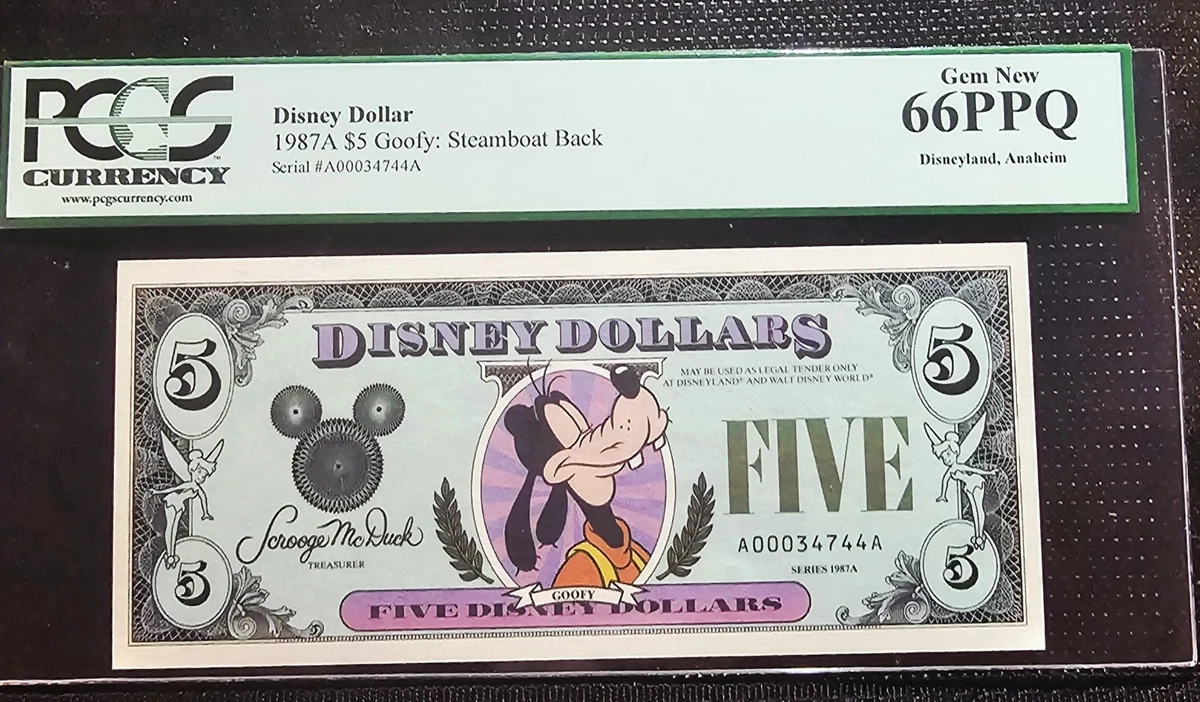 PCGS™
CURRENCY
www.pcgscurrency.com
Disney Dollar
1987A $5 Goofy: Steamboat Back
Serial #A00034744A
Gem New
66PPQ
Disneyland, Anaheim
5
5
DISNEY DOLLARS
MAY BE USED AS LEGAL TENDER ONLY
AT DISNEYLAND® AND WALT DISNEY WORLD®
FIVE
Scrooge McDuck
TREASURER
A00034744A
SERIES 1987A
5
5
GOOFY
FIVE DISNEY DOLLARS